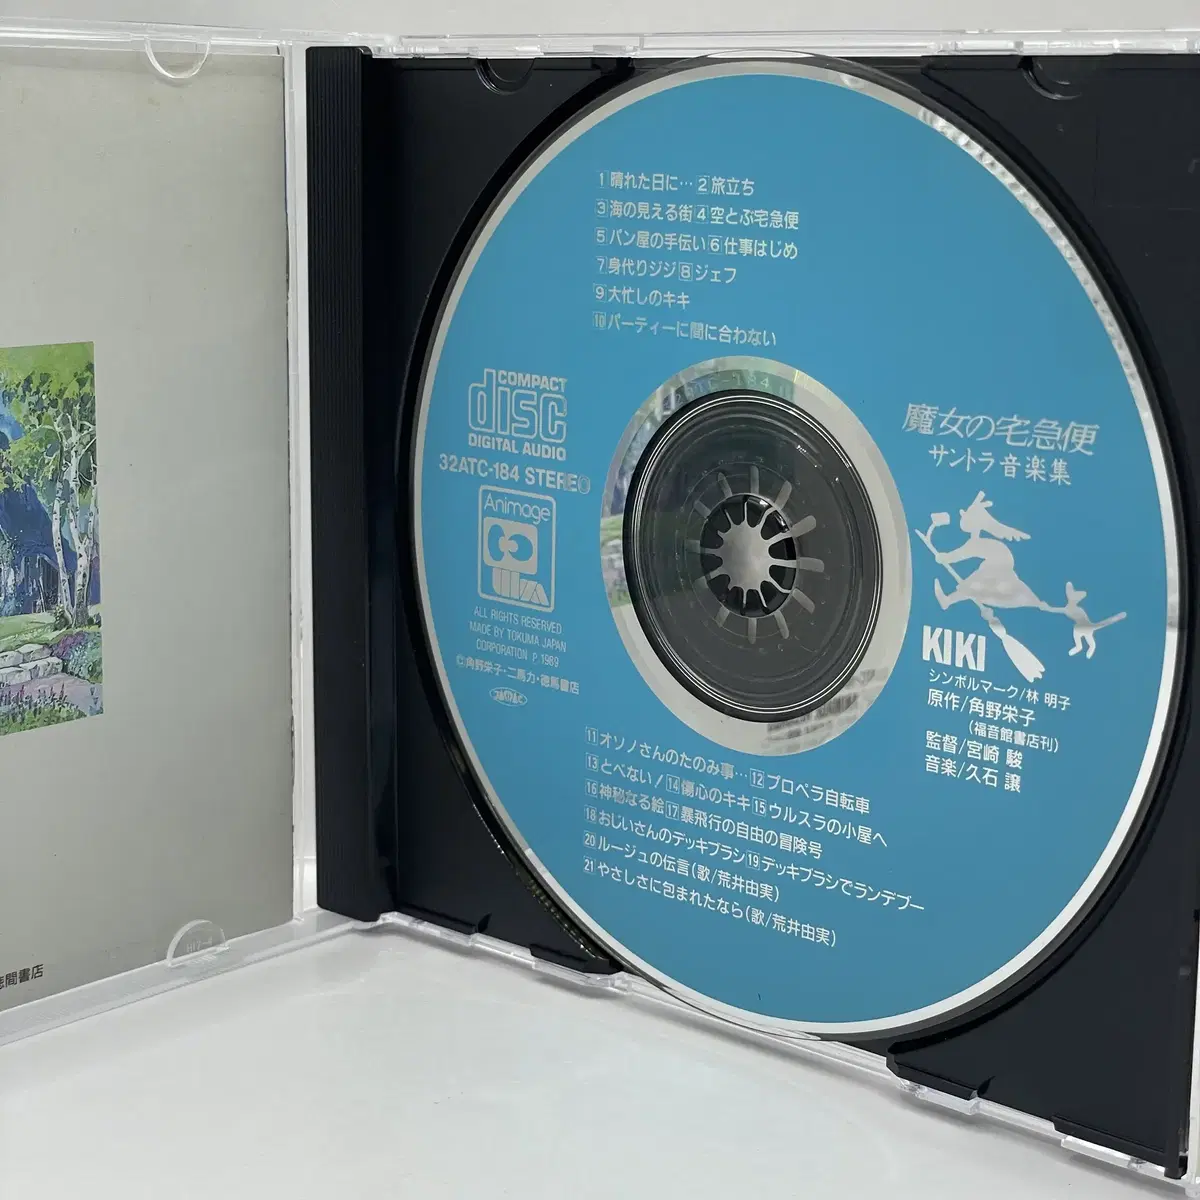 1 晴れた日に… 2 旅立ち
3 海の見える街 4 空とぶ宅急便
5 パン屋の手伝い 6 仕事はじめ
7 身代りジジ 8 ジェフ
9 大忙しのキキ
10 パーティーに間に合わない
COMPACT
disc
DIGITAL AUDIO
32ATC-184 STEREO
Animage
ALL RIGHTS RESERVED
MADE BY TOKUMA JAPAN
CORPORATION P 1989
©角野栄子・二馬力・徳間書店
魔女の宅急便
サントラ音楽集
KIKI
シンボルマーク/林 明子
原作/角野栄子
(福音館書店刊)
監督/宮崎 駿
音楽/久石 譲
11 オソノさんのたのみ事… 12 プロペラ自転車
13 とべない! 14 傷心のキキ 15 ウルスラの小屋へ
16 神秘なる絵 17 暴飛行の自由の冒険号
18 おじいさんのデッキブラシ 19 デッキブラシでランデブー
20 ルージュの伝言(歌/荒井由実)
21 やさしさに包まれたなら(歌/荒井由実)
間書店